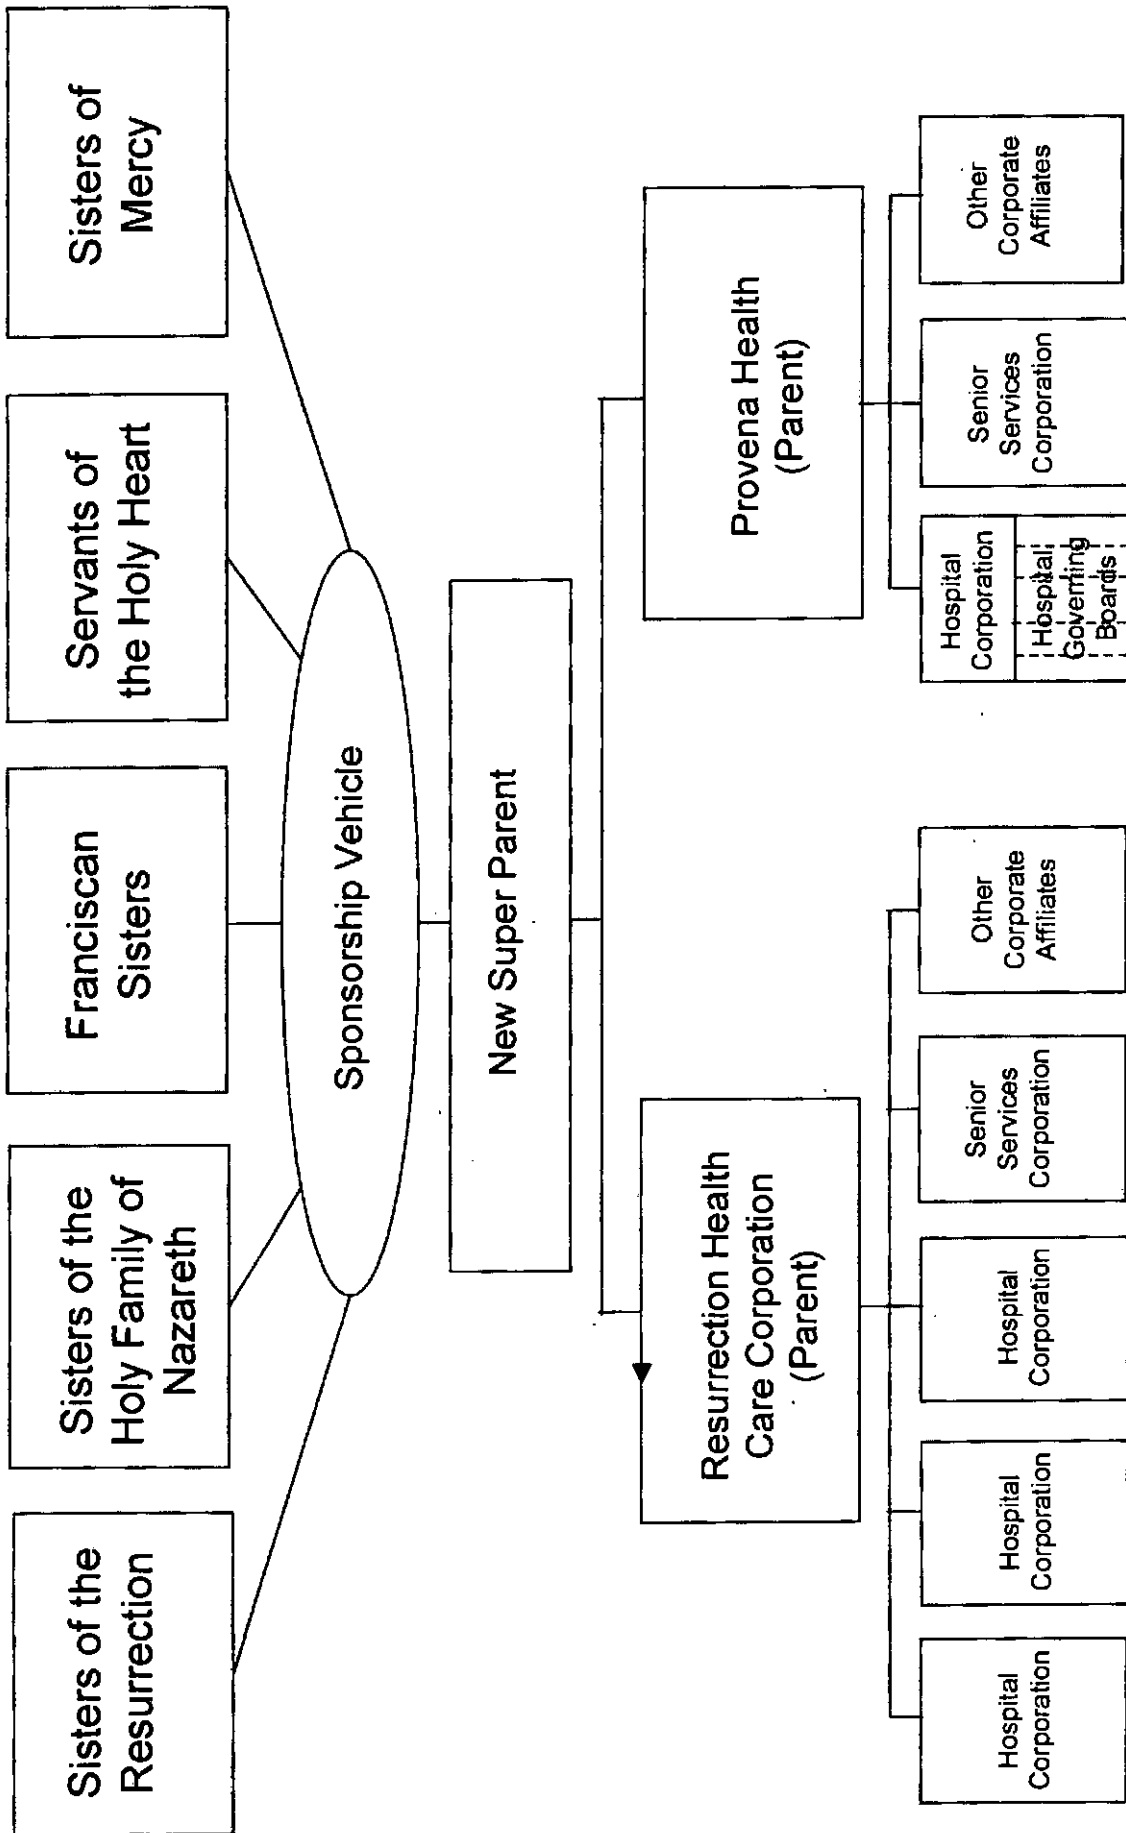 Sisters of the
Resurrection
Sisters of the
Holy Family of
Nazareth
Franciscan
Sisters
Servants of
the Holy Heart
Sisters of
Mercy
Sponsorship Vehicle
New Super Parent
Resurrection Health
Care Corporation
(Parent)
Provena Health
(Parent)
Hospital
Corporation
Hospital
Corporation
Hospital
Corporation
Senior
Services
Corporation
Other
Corporate
Affiliates
Hospital
Corporation
Hospital
Governing
Boards
Senior
Services
Corporation
Other
Corporate
Affiliates